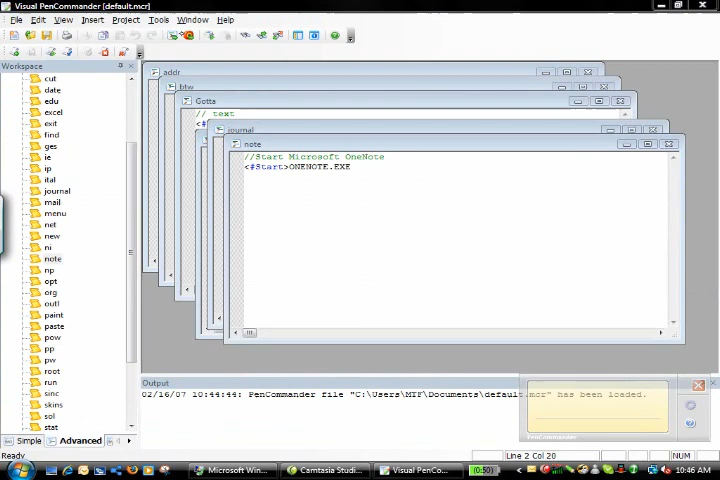 Visual PenCommander [default.mcr]
File Edit View Insert Project Tools Window Help
Workspace
cut
date
edu
excel
exit
find
ges
ie
ip
ital
journal
mail
menu
net
new
ni
note
np
opt
org
outl
paint
paste
pow
pp
pw
root
run
sinc
skins
sol
stat
Simple Advanced
addr
btw
Gotta
// text
<#
journal
note
//Start Microsoft OneNote
<#Start>ONENOTE.EXE
Output
02/16/07 10:44:44: PenCommander file "C:\Users\MTF\Documents\default.mcr" has been loaded.
PenCommander
Ready
Line 2 Col 20
NUM
Microsoft Win...
Camtasia Studi...
Visual PenCo...
(0:50)
10:46 AM